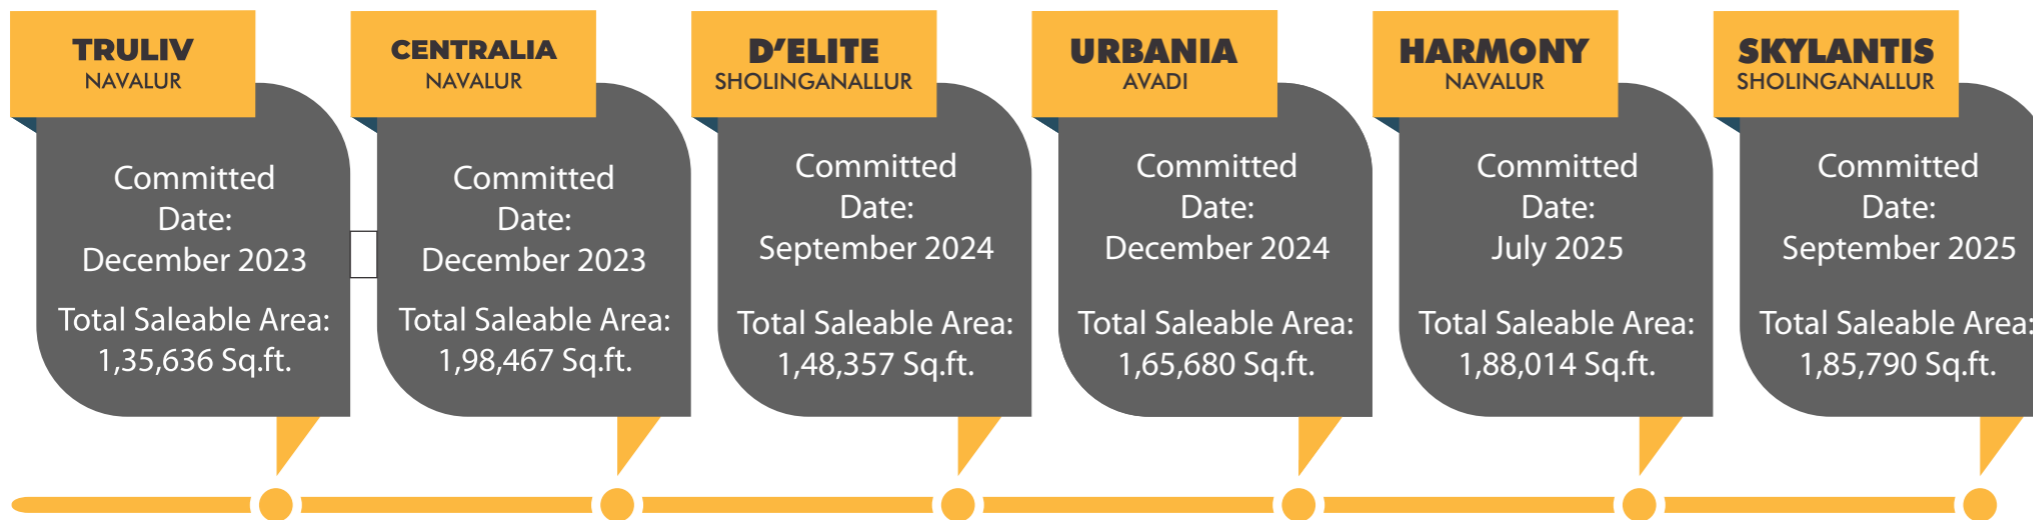 TRULIV
NAVALUR
Committed
Date:
December 2023
Total Saleable Area:
1,35,636 Sq.ft.
CENTRALIA
NAVALUR
Committed
Date:
December 2023
Total Saleable Area:
1,98,467 Sq.ft.
D’ELITE
SHOLINGANALLUR
Committed
Date:
September 2024
Total Saleable Area:
1,48,357 Sq.ft.
URBANIA
AVADI
Committed
Date:
December 2024
Total Saleable Area:
1,65,680 Sq.ft.
HARMONY
NAVALUR
Committed
Date:
July 2025
Total Saleable Area:
1,88,014 Sq.ft.
SKYLANTIS
SHOLINGANALLUR
Committed
Date:
September 2025
Total Saleable Area:
1,85,790 Sq.ft.